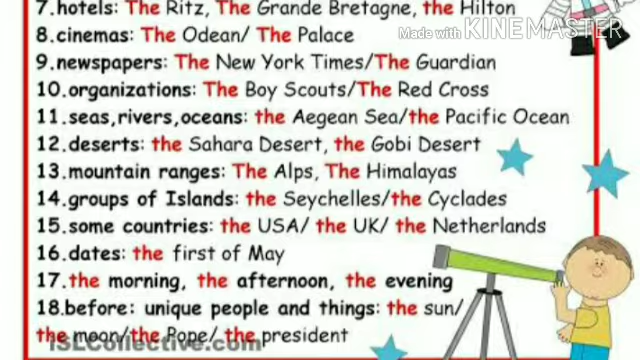 7.hotels: The Ritz, The Grande Bretagne, the Hilton
Made with KINEMASTER
8.cinemas: The Odean/ The Palace
9.newspapers: The New York Times/The Guardian
10.organizations: The Boy Scouts/The Red Cross
11.seas,rivers,oceans: the Aegean Sea/the Pacific Ocean
12.deserts: the Sahara Desert, the Gobi Desert
13.mountain ranges: The Alps, The Himalayas
14.groups of Islands: the Seychelles/the Cyclades
15.some countries: the USA/ the UK/ the Netherlands
16.dates: the first of May
17.the morning, the afternoon, the evening
18.before: unique people and things: the sun/
the moon/the Pope/ the president
iSLCollective.com